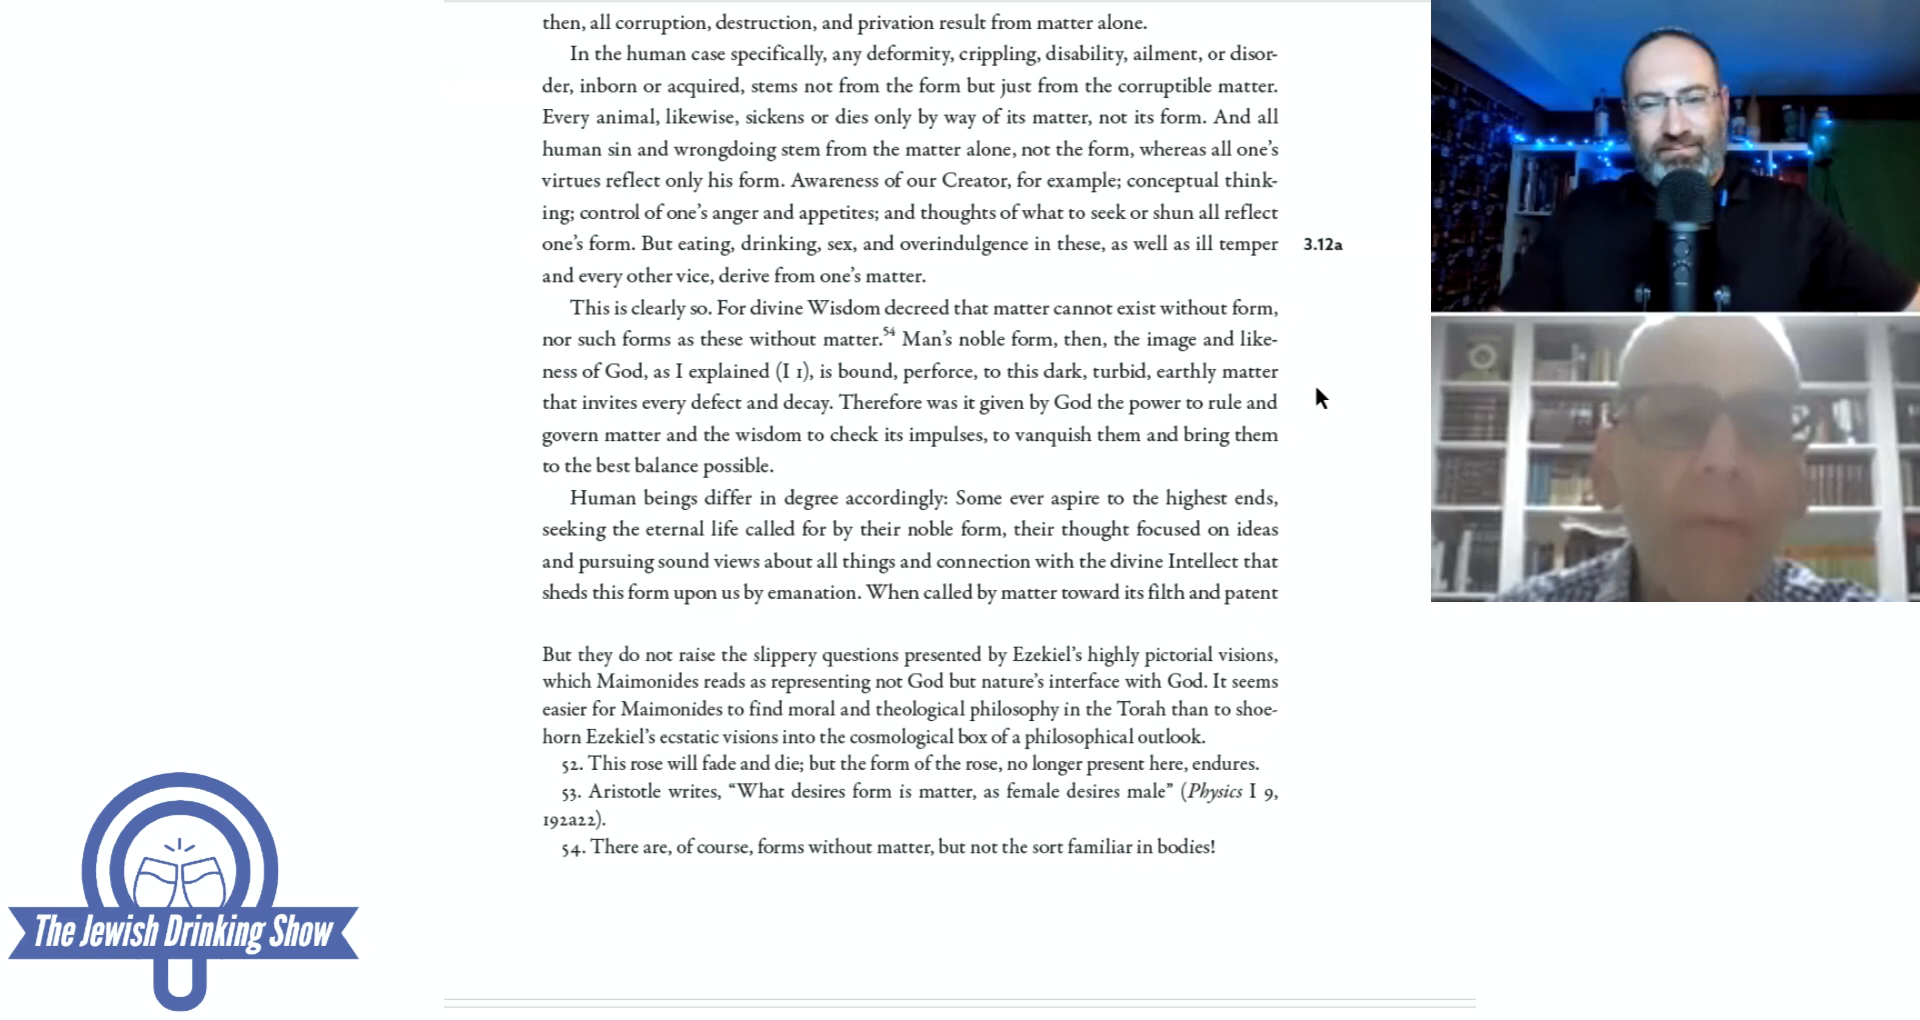 then, all corruption, destruction, and privation result from matter alone.
In the human case specifically, any deformity, crippling, disability, ailment, or disor-
der, inborn or acquired, stems not from the form but just from the corruptible matter.
Every animal, likewise, sickens or dies only by way of its matter, not its form. And all
human sin and wrongdoing stem from the matter alone, not the form, whereas all one's
virtues reflect only his form. Awareness of our Creator, for example; conceptual think-
ing; control of one's anger and appetites; and thoughts of what to seek or shun all reflect
one's form. But eating, drinking, sex, and overindulgence in these, as well as ill temper 3.12a
and every other vice, derive from one's matter.
This is clearly so. For divine Wisdom decreed that matter cannot exist without form,
nor such forms as these without matter.54 Man's noble form, then, the image and like-
ness of God, as I explained (I 1), is bound, perforce, to this dark, turbid, earthly matter
that invites every defect and decay. Therefore was it given by God the power to rule and
govern matter and the wisdom to check its impulses, to vanquish them and bring them
to the best balance possible.
Human beings differ in degree accordingly: Some ever aspire to the highest ends,
seeking the eternal life called for by their noble form, their thought focused on ideas
and pursuing sound views about all things and connection with the divine Intellect that
sheds this form upon us by emanation. When called by matter toward its filth and patent
But they do not raise the slippery questions presented by Ezekiel's highly pictorial visions,
which Maimonides reads as representing not God but nature's interface with God. It seems
easier for Maimonides to find moral and theological philosophy in the Torah than to shoe-
horn Ezekiel's ecstatic visions into the cosmological box of a philosophical outlook.
52. This rose will fade and die; but the form of the rose, no longer present here, endures.
53. Aristotle writes, “What desires form is matter, as female desires male” (Physics I 9,
192a22).
54. There are, of course, forms without matter, but not the sort familiar in bodies!
The Jewish Drinking Show